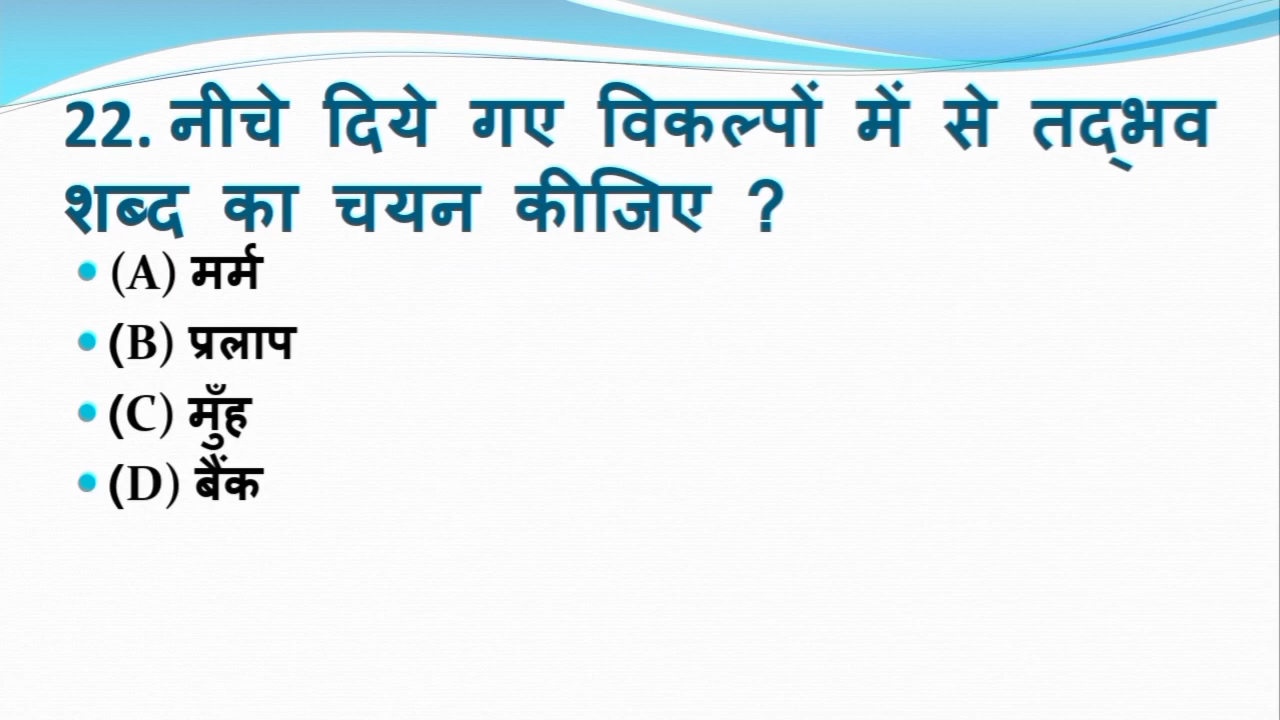 22. नीचे दिये गए विकल्पों में से तद्भव
शब्द का चयन कीजिए ?
• (A) मर्म
• (B) प्रलाप
• (C) मुँह
• (D) बैंक